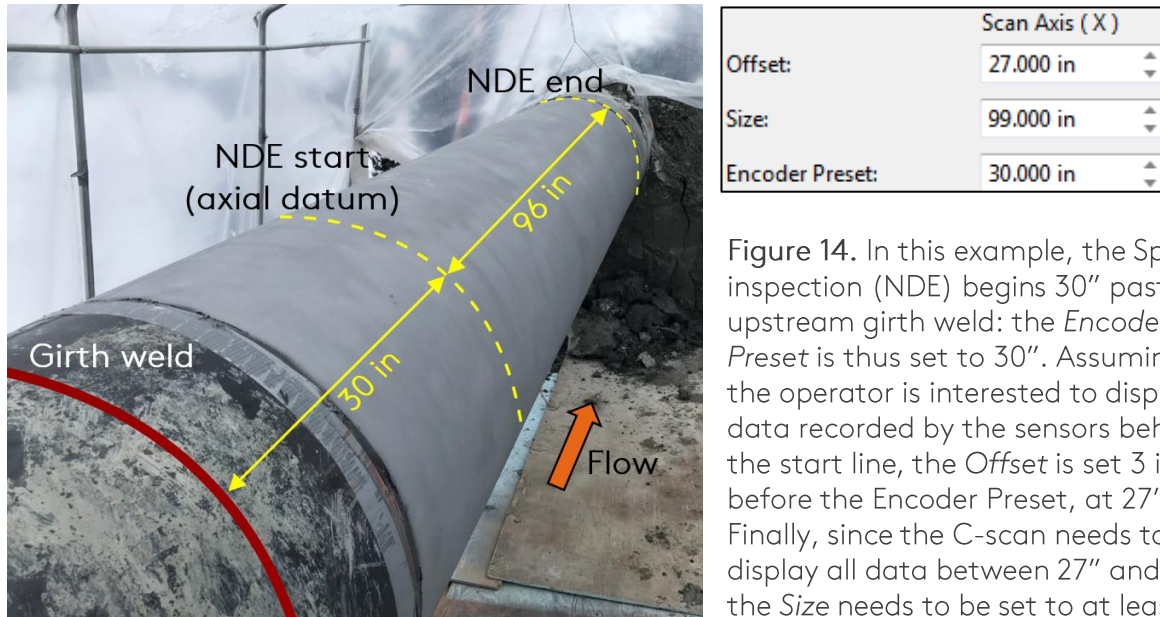 NDE end
NDE start
(axial datum)
96 in
Girth weld
30 in
Flow
Scan Axis ( X )
Offset: 27.000 in
Size: 99.000 in
Encoder Preset: 30.000 in
Figure 14. In this example, the Sp
inspection (NDE) begins 30” past
upstream girth weld: the Encode
Preset is thus set to 30”. Assumin
the operator is interested to disp
data recorded by the sensors beh
the start line, the Offset is set 3 i
before the Encoder Preset, at 27”
Finally, since the C-scan needs to
display all data between 27” and
the Size needs to be set to at leas